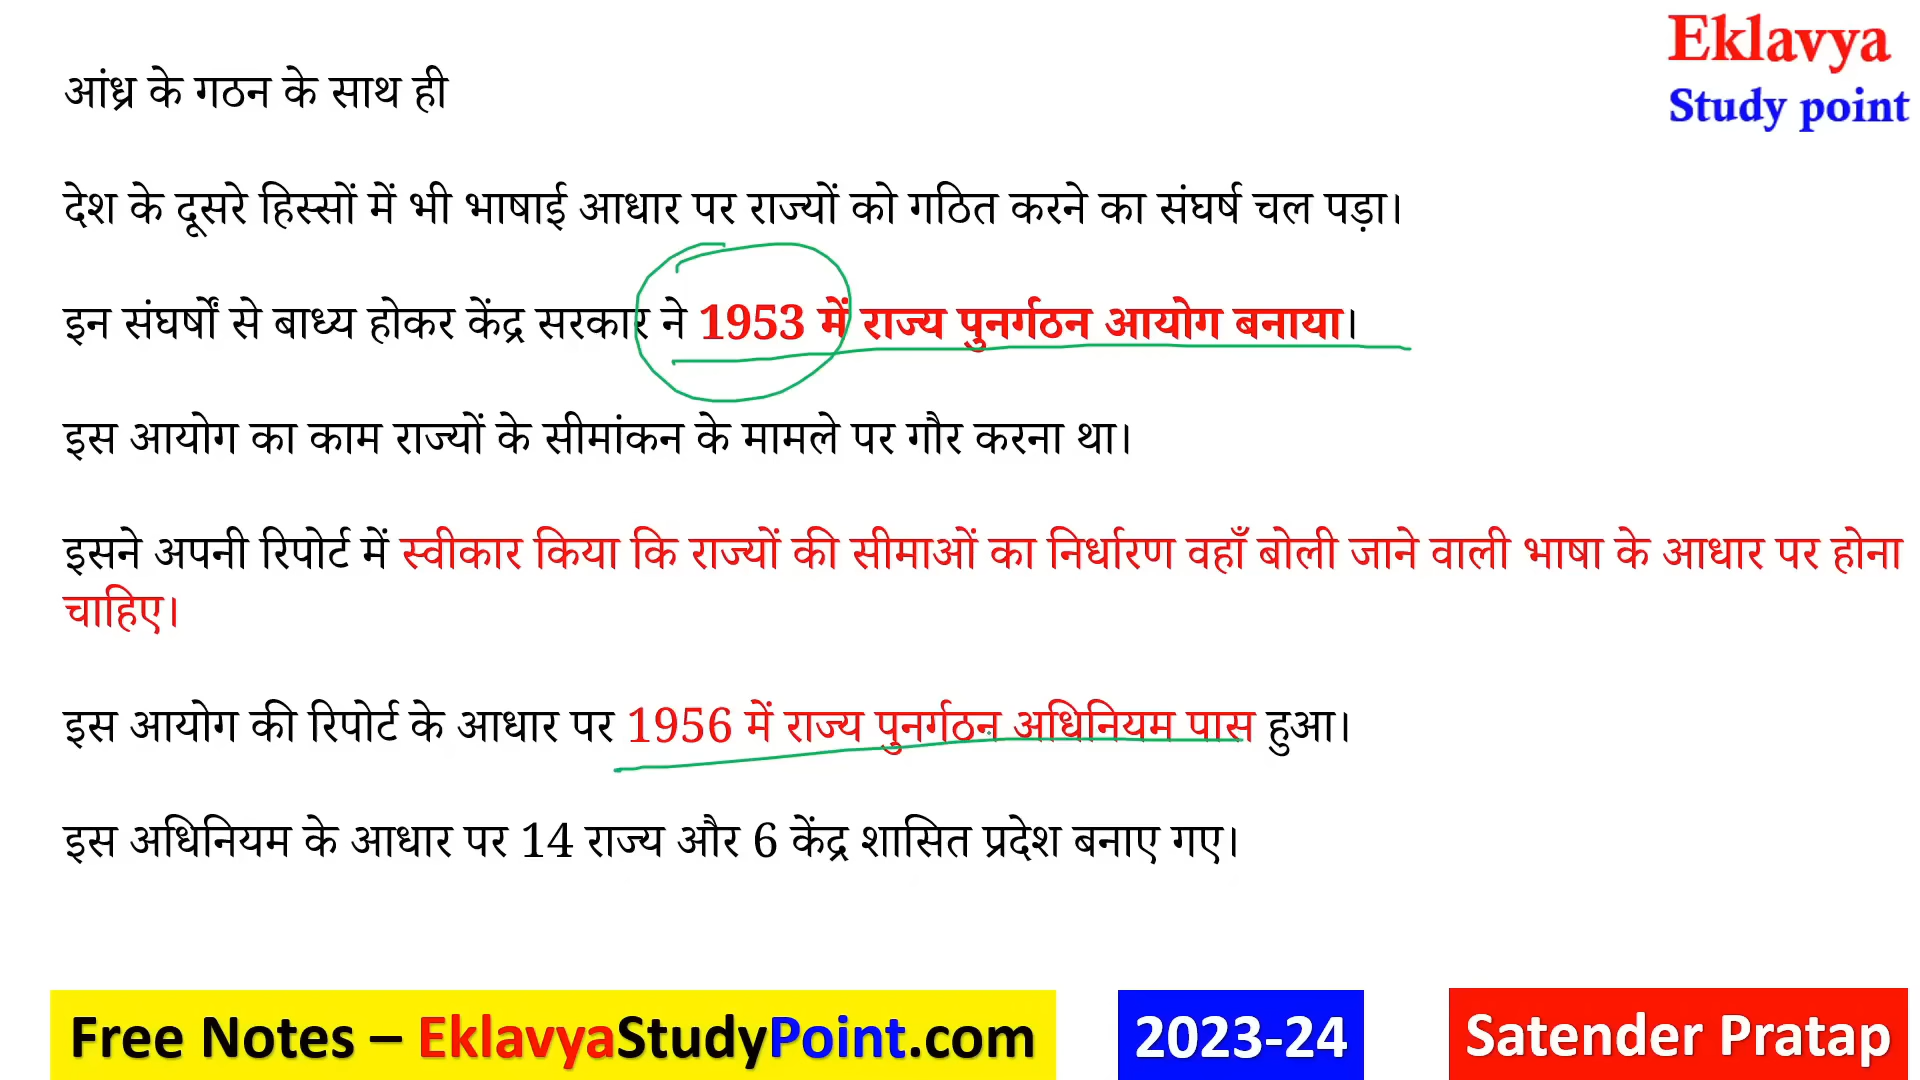 Eklavya
Study point
आंध्र के गठन के साथ ही
देश के दूसरे हिस्सों में भी भाषाई आधार पर राज्यों को गठित करने का संघर्ष चल पड़ा।
इन संघर्षों से बाध्य होकर केंद्र सरकार ने 1953 में राज्य पुनर्गठन आयोग बनाया।
इस आयोग का काम राज्यों के सीमांकन के मामले पर गौर करना था।
इसने अपनी रिपोर्ट में स्वीकार किया कि राज्यों की सीमाओं का निर्धारण वहाँ बोली जाने वाली भाषा के आधार पर होना
चाहिए।
इस आयोग की रिपोर्ट के आधार पर 1956 में राज्य पुनर्गठन अधिनियम पास हुआ।
इस अधिनियम के आधार पर 14 राज्य और 6 केंद्र शासित प्रदेश बनाए गए।
Free Notes – EklavyaStudyPoint.com
2023-24
Satender Pratap